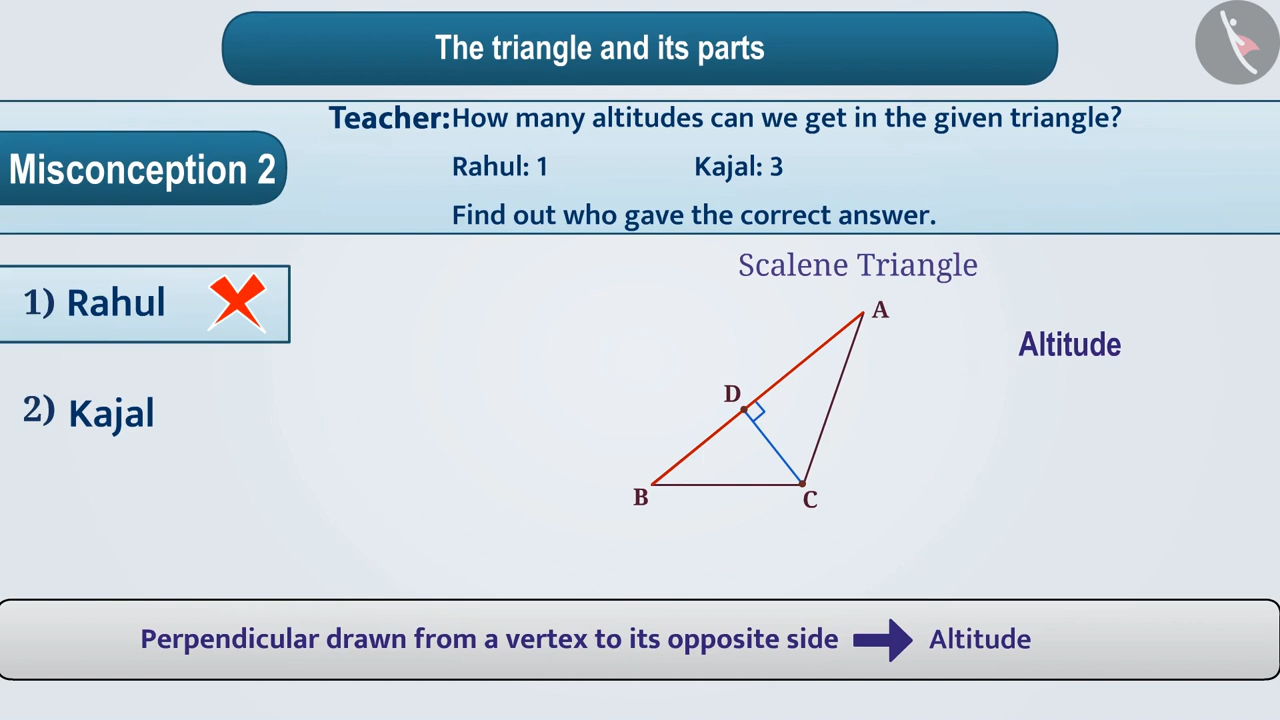 The triangle and its parts
Teacher: How many altitudes can we get in the given triangle?
Misconception 2
Rahul: 1 Kajal: 3
Find out who gave the correct answer.
Scalene Triangle
1) Rahul
A
Altitude
D
2) Kajal
B
C
Perpendicular drawn from a vertex to its opposite side Altitude